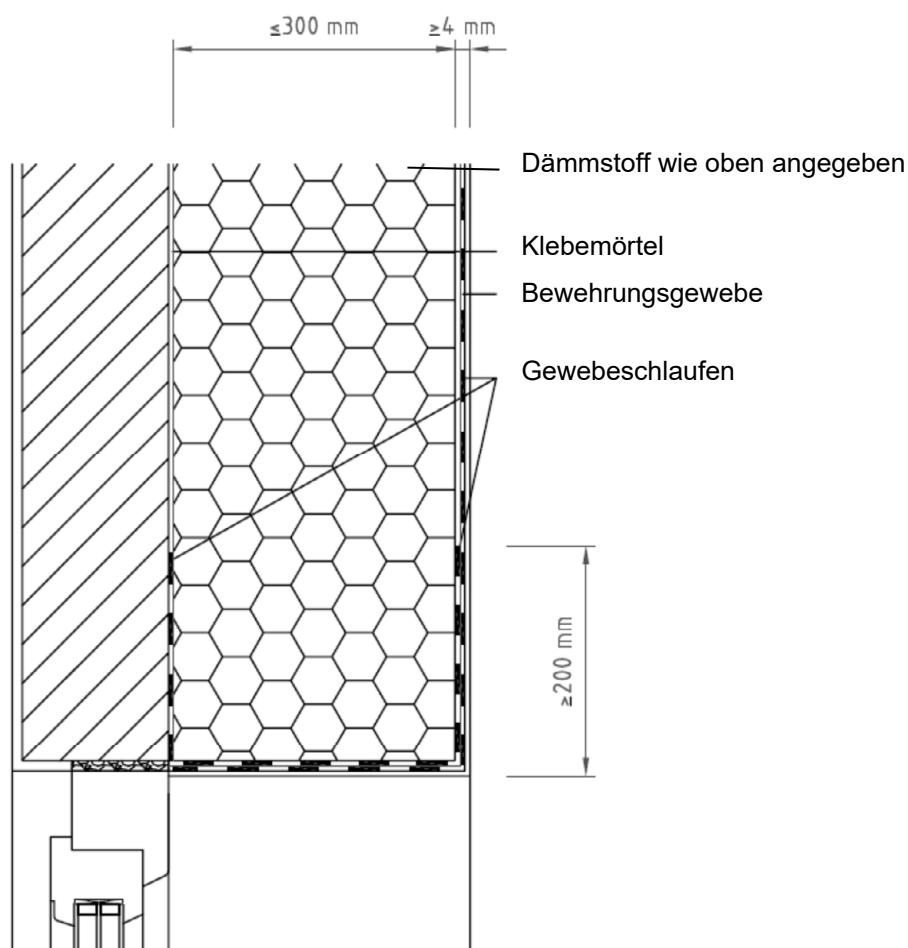 ≤300 mm
≥4 mm
Dämmstoff wie oben angegeben
Klebemörtel
Bewehrungsgewebe
Gewebeschlaufen
≥200 mm